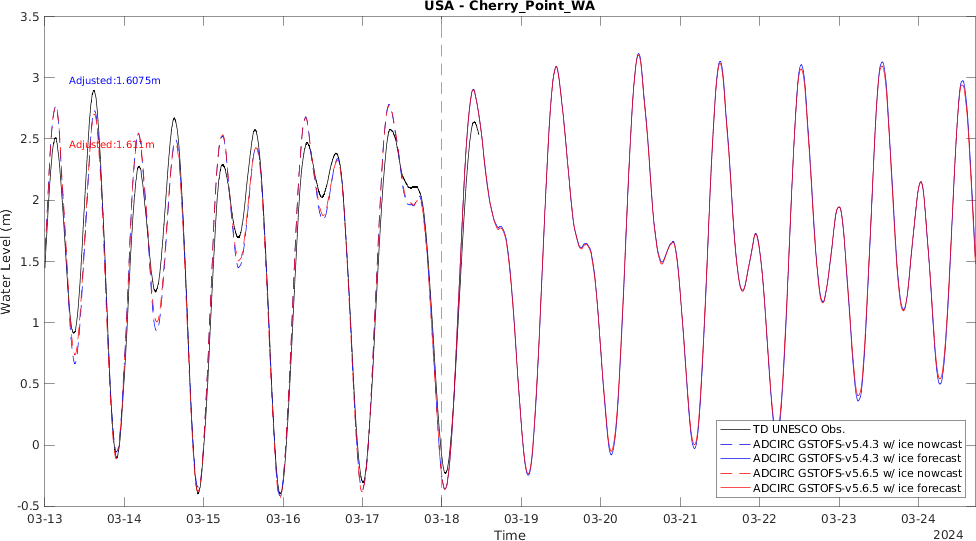 USA - Cherry_Point_WA
3.5
3
2.5
2
1.5
1
0.5
0
-0.5
Water Level (m)
Adjusted:1.6075m
Adjusted:1.611m
TD UNESCO Obs.
ADCIRC GSTOFS-v5.4.3 w/ ice nowcast
ADCIRC GSTOFS-v5.4.3 w/ ice forecast
ADCIRC GSTOFS-v5.6.5 w/ ice nowcast
ADCIRC GSTOFS-v5.6.5 w/ ice forecast
03-13 03-14 03-15 03-16 03-17 03-18 03-19 03-20 03-21 03-22 03-23 03-24
Time
2024